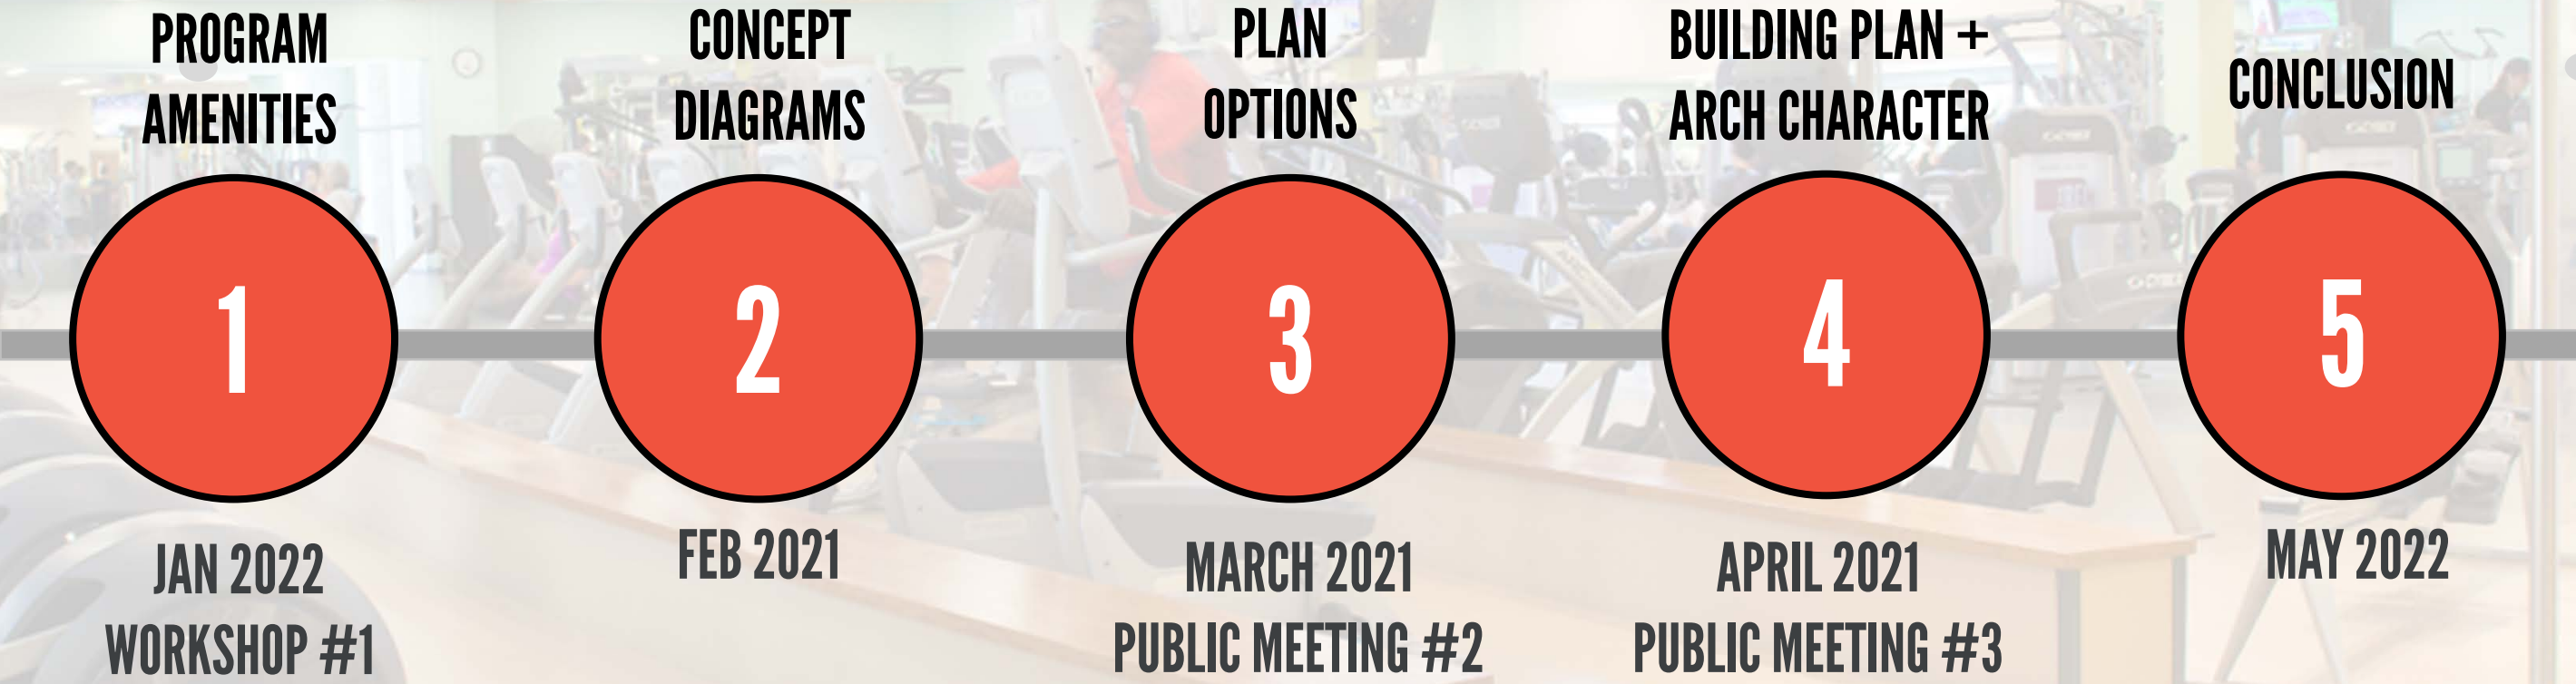 PROGRAM
AMENITIES
1
JAN 2022
WORKSHOP #1
CONCEPT
DIAGRAMS
2
FEB 2021
PLAN
OPTIONS
3
MARCH 2021
PUBLIC MEETING #2
BUILDING PLAN +
ARCH CHARACTER
4
APRIL 2021
PUBLIC MEETING #3
CONCLUSION
5
MAY 2022